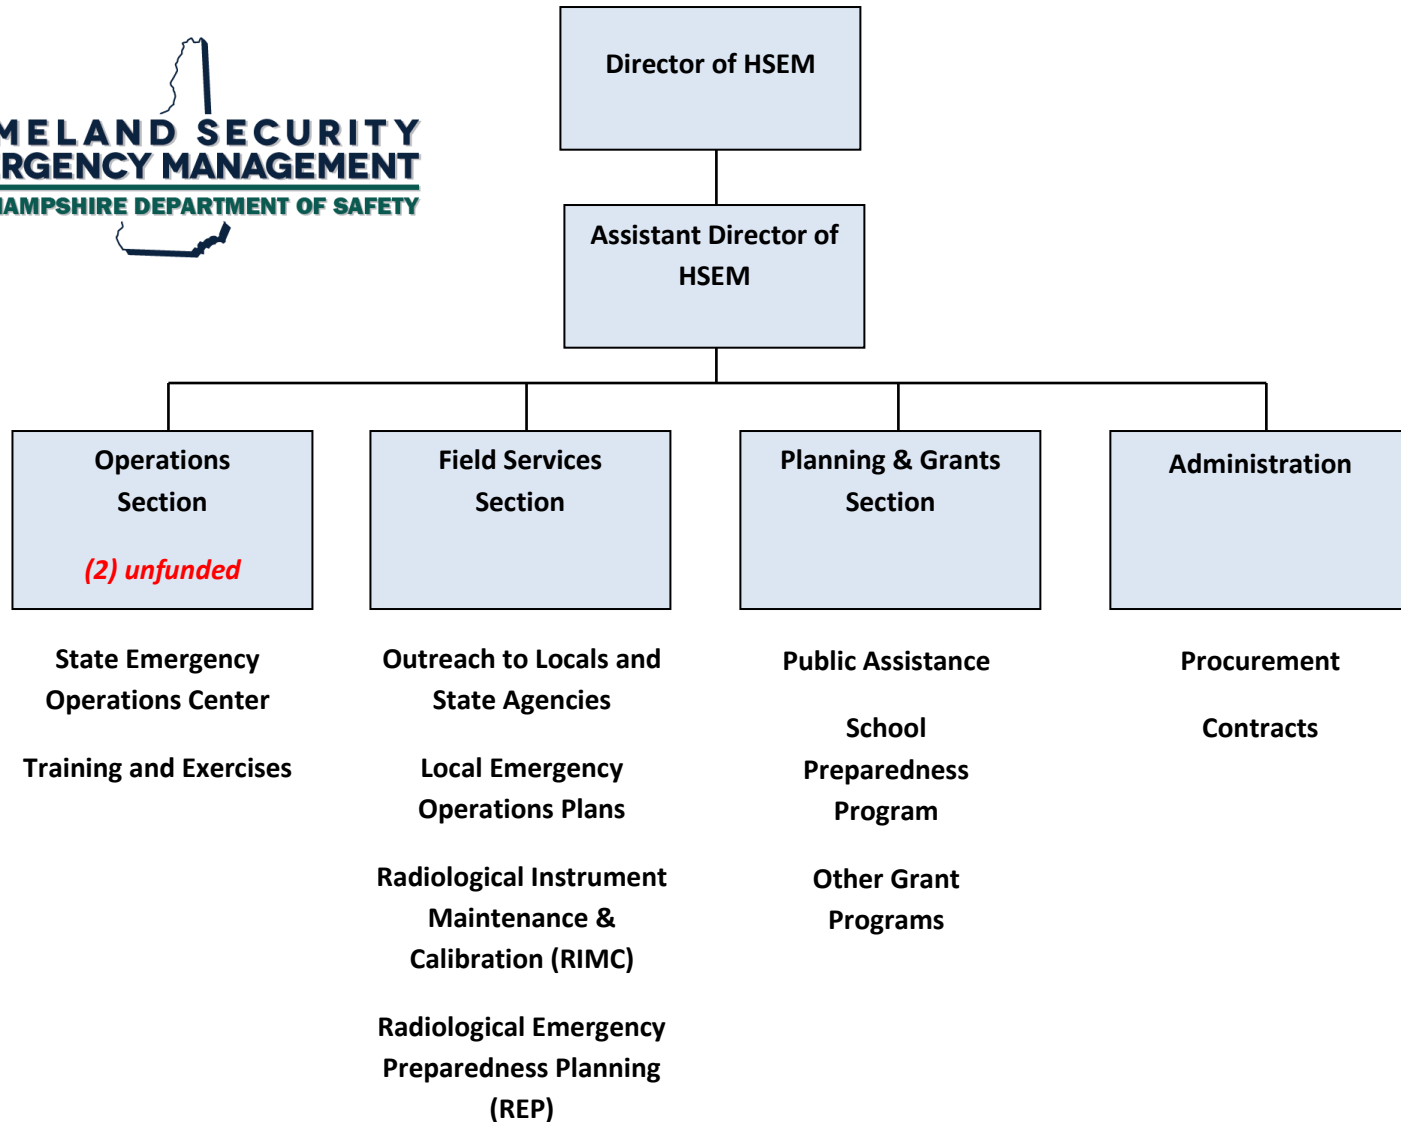 MELAND SECURITY
RGENCY MANAGEMENT
HAMPSHIRE DEPARTMENT OF SAFETY
Director of HSEM
Assistant Director of
HSEM
Operations
Section
(2) unfunded
Field Services
Section
Planning & Grants
Section
Administration
State Emergency
Operations Center
Training and Exercises
Outreach to Locals and
State Agencies
Local Emergency
Operations Plans
Radiological Instrument
Maintenance &
Calibration (RIMC)
Radiological Emergency
Preparedness Planning
(REP)
Public Assistance
School
Preparedness
Program
Other Grant
Programs
Procurement
Contracts